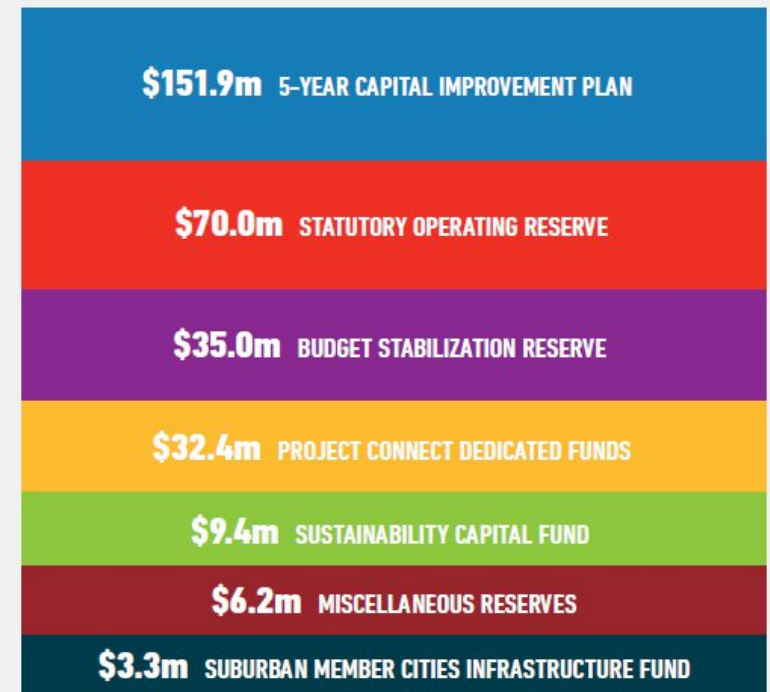 $151.9m 5-YEAR CAPITAL IMPROVEMENT PLAN
$70.0m STATUTORY OPERATING RESERVE
$35.0m BUDGET STABILIZATION RESERVE
$32.4m PROJECT CONNECT DEDICATED FUNDS
$9.4m SUSTAINABILITY CAPITAL FUND
$6.2m MISCELLANEOUS RESERVES
$3.3m SUBURBAN MEMBER CITIES INFRASTRUCTURE FUND